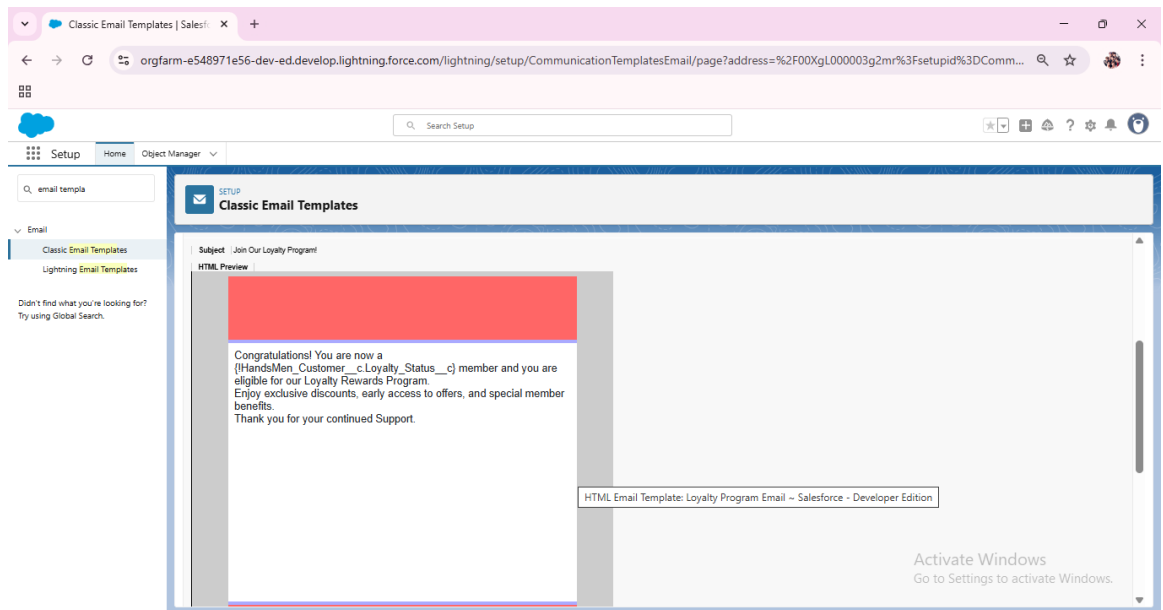 Classic Email Templates | Salesfo
orgfarm-e548971e56-dev-ed.develop.lightning.force.com/lightning/setup/CommunicationTemplatesEmail/page?address=%2F00XgL000003g2mr%3Fsetupid%3DComm...
Search Setup
Setup Home Object Manager
email templa
SETUP
Classic Email Templates
Email
Classic Email Templates
Lightning Email Templates
Didn't find what you're looking for?
Try using Global Search.
Subject Join Our Loyalty Program!
HTML Preview
Congratulations! You are now a
{!HandsMen_Customer__c.Loyalty_Status__c} member and you are
eligible for our Loyalty Rewards Program.
Enjoy exclusive discounts, early access to offers, and special member
benefits.
Thank you for your continued Support.
HTML Email Template: Loyalty Program Email ~ Salesforce - Developer Edition
Activate Windows
Go to Settings to activate Windows.